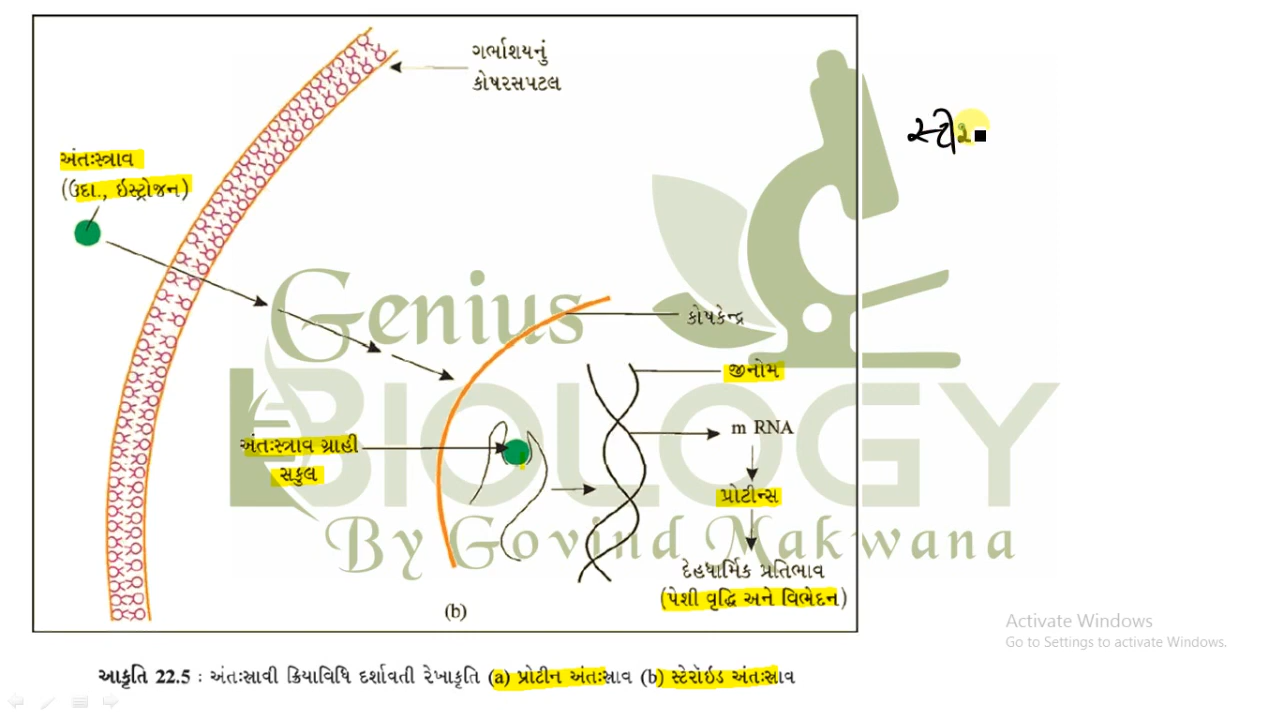 ગર્ભાશયનું
કોષરસપટલ
અંતઃસ્ત્રાવ
(ઉદા., ઇસ્ટ્રોજન)
Genius
BIOLOGY
By Govind Makwana
કોષકેન્દ્ર
જીનોમ
m RNA
અંતઃસ્ત્રાવ ગ્રાહી
સકુલ
પ્રોટીન્સ
દેહધાર્મિક પ્રતિભાવ
(પેશી વૃદ્ધિ અને વિભેદન)
(b)
આકૃતિ 22.5 : અંતઃસ્રાવી ક્રિયાવિધિ દર્શાવતી રેખાકૃતિ (a) પ્રોટીન અંતઃસ્રાવ (b) સ્ટેરૉઇડ અંતઃસ્રાવ
Activate Windows
Go to Settings to activate Windows.